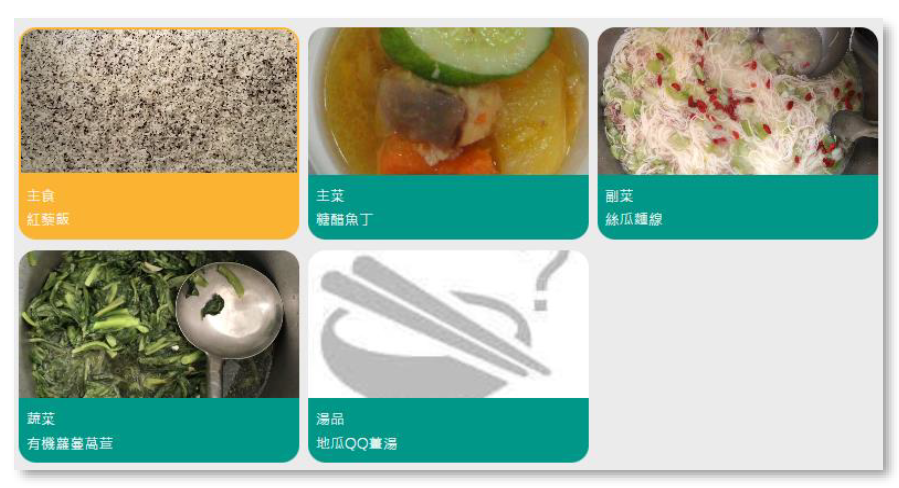 主食
紅藜飯
主菜
糖醋魚丁
副菜
絲瓜麵線
蔬菜
有機蘿蔓萵苣
湯品
地瓜QQ薑湯